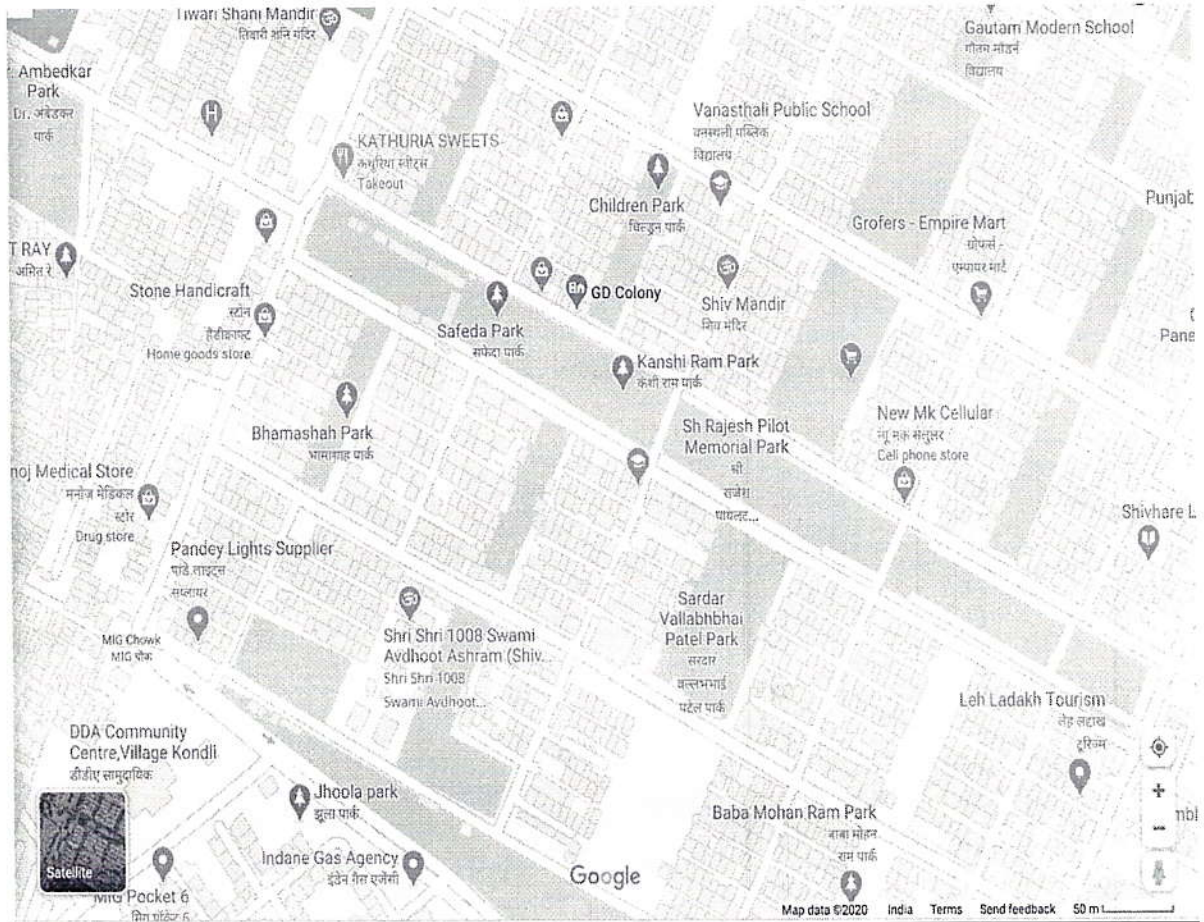 Tiwari Shani Mandir
तिवारी शनि मंदिर
Gautam Modern School
गौतम मॉडर्न
विद्यालय
Ambedkar
Park
Dr. अंबेडकर
पार्क
Vanasthali Public School
वनस्थली पब्लिक
विद्यालय
H
KATHURIA SWEETS
कथूरिया स्वीट्स
Takeout
Children Park
चिल्ड्रन पार्क
Punjab
Grofers - Empire Mart
ग्रोफर्स -
एम्पायर मार्ट
T RAY
अमित रे
Stone Handicraft
स्टोन
हैंडीक्राफ्ट
Home goods store
GD Colony
Shiv Mandir
शिव मंदिर
Safeda Park
सफेदा पार्क
Pane
Kanshi Ram Park
कंशी राम पार्क
Bhamashah Park
भामाशाह पार्क
Sh Rajesh Pilot
Memorial Park
श्री
राजेश
पायलट...
New Mk Cellular
न्यू मक सेलुलर
Cell phone store
noj Medical Store
मनोज मेडिकल
स्टोर
Drug store
Shivhare L
Pandey Lights Supplier
पांडे लाइट्स
सप्लायर
MIG Chowk
MIG चौक
Shri Shri 1008 Swami
Avdhoot Ashram (Shiv...
Shri Shri 1008
Swami Avdhoot...
Sardar
Vallabhbhai
Patel Park
सरदार
वल्लभभाई
पटेल पार्क
Leh Ladakh Tourism
लेह लद्दाख
टूरिज्म
DDA Community
Centre,Village Kondli
डीडीए सामुदायिक
Jhoola park
झूला पार्क
Baba Mohan Ram Park
बाबा मोहन
राम पार्क
Satellite
Indane Gas Agency
इंडेन गैस एजेंसी
MIG Pocket 6
Google
Map data ©2020 India Terms Send feedback 50 m